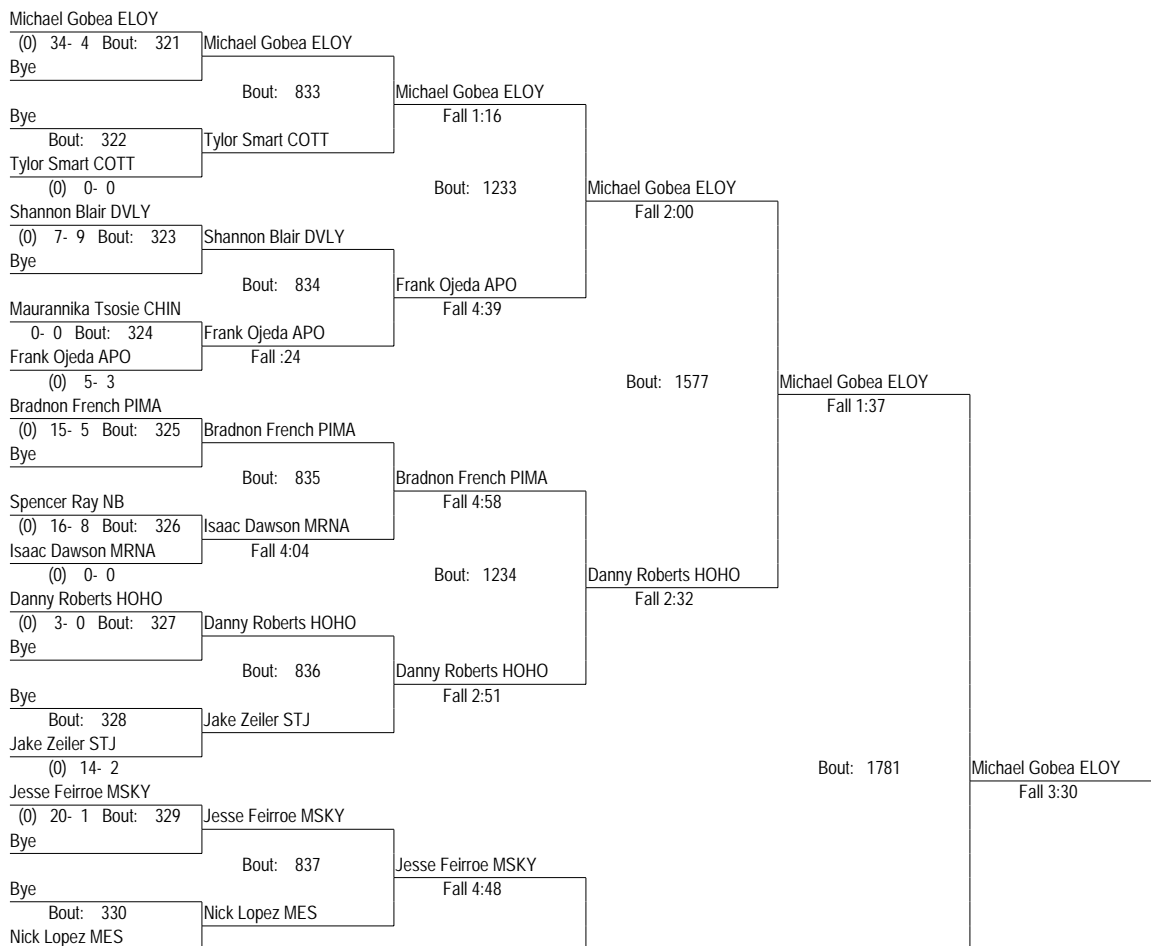 Michael Gobea ELOY
(0) 34- 4 Bout: 321 Michael Gobea ELOY
Bye
Bout: 833 Michael Gobea ELOY
Bye Fall 1:16
Bout: 322 Tylor Smart COTT
Tylor Smart COTT
(0) 0- 0 Bout: 1233 Michael Gobea ELOY
Shannon Blair DVLY Fall 2:00
(0) 7- 9 Bout: 323 Shannon Blair DVLY
Bye
Bout: 834 Frank Ojeda APO
Maurannika Tsosie CHIN Fall 4:39
0- 0 Bout: 324 Frank Ojeda APO
Frank Ojeda APO Fall :24
(0) 5- 3 Bout: 1577 Michael Gobea ELOY
Bradnon French PIMA Fall 1:37
(0) 15- 5 Bout: 325 Bradnon French PIMA
Bye
Bout: 835 Bradnon French PIMA
Spencer Ray NB Fall 4:58
(0) 16- 8 Bout: 326 Isaac Dawson MRNA
Isaac Dawson MRNA Fall 4:04
(0) 0- 0 Bout: 1234 Danny Roberts HOHO
Danny Roberts HOHO Fall 2:32
(0) 3- 0 Bout: 327 Danny Roberts HOHO
Bye
Bout: 836 Danny Roberts HOHO
Bye Fall 2:51
Bout: 328 Jake Zeiler STJ
Jake Zeiler STJ
(0) 14- 2 Bout: 1781 Michael Gobea ELOY
Jesse Feirroe MSKY Fall 3:30
(0) 20- 1 Bout: 329 Jesse Feirroe MSKY
Bye
Bout: 837 Jesse Feirroe MSKY
Bye Fall 4:48
Bout: 330 Nick Lopez MES
Nick Lopez MES